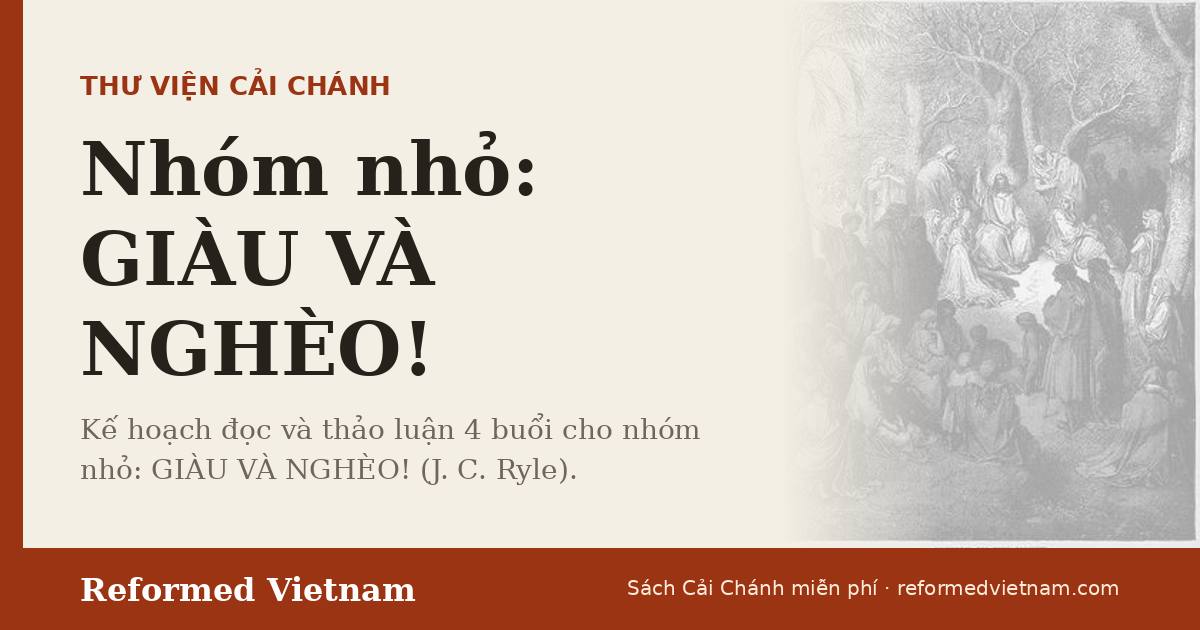 THƯ VIỆN CẢI CHÁNH
Nhóm nhỏ:
GIÀU VÀ
NGHÈO!
Kế hoạch đọc và thảo luận 4 buổi cho nhóm
nhỏ: GIÀU VÀ NGHÈO! (J. C. Ryle).
Reformed Vietnam
Sách Cải Chánh miễn phí · reformedvietnam.com